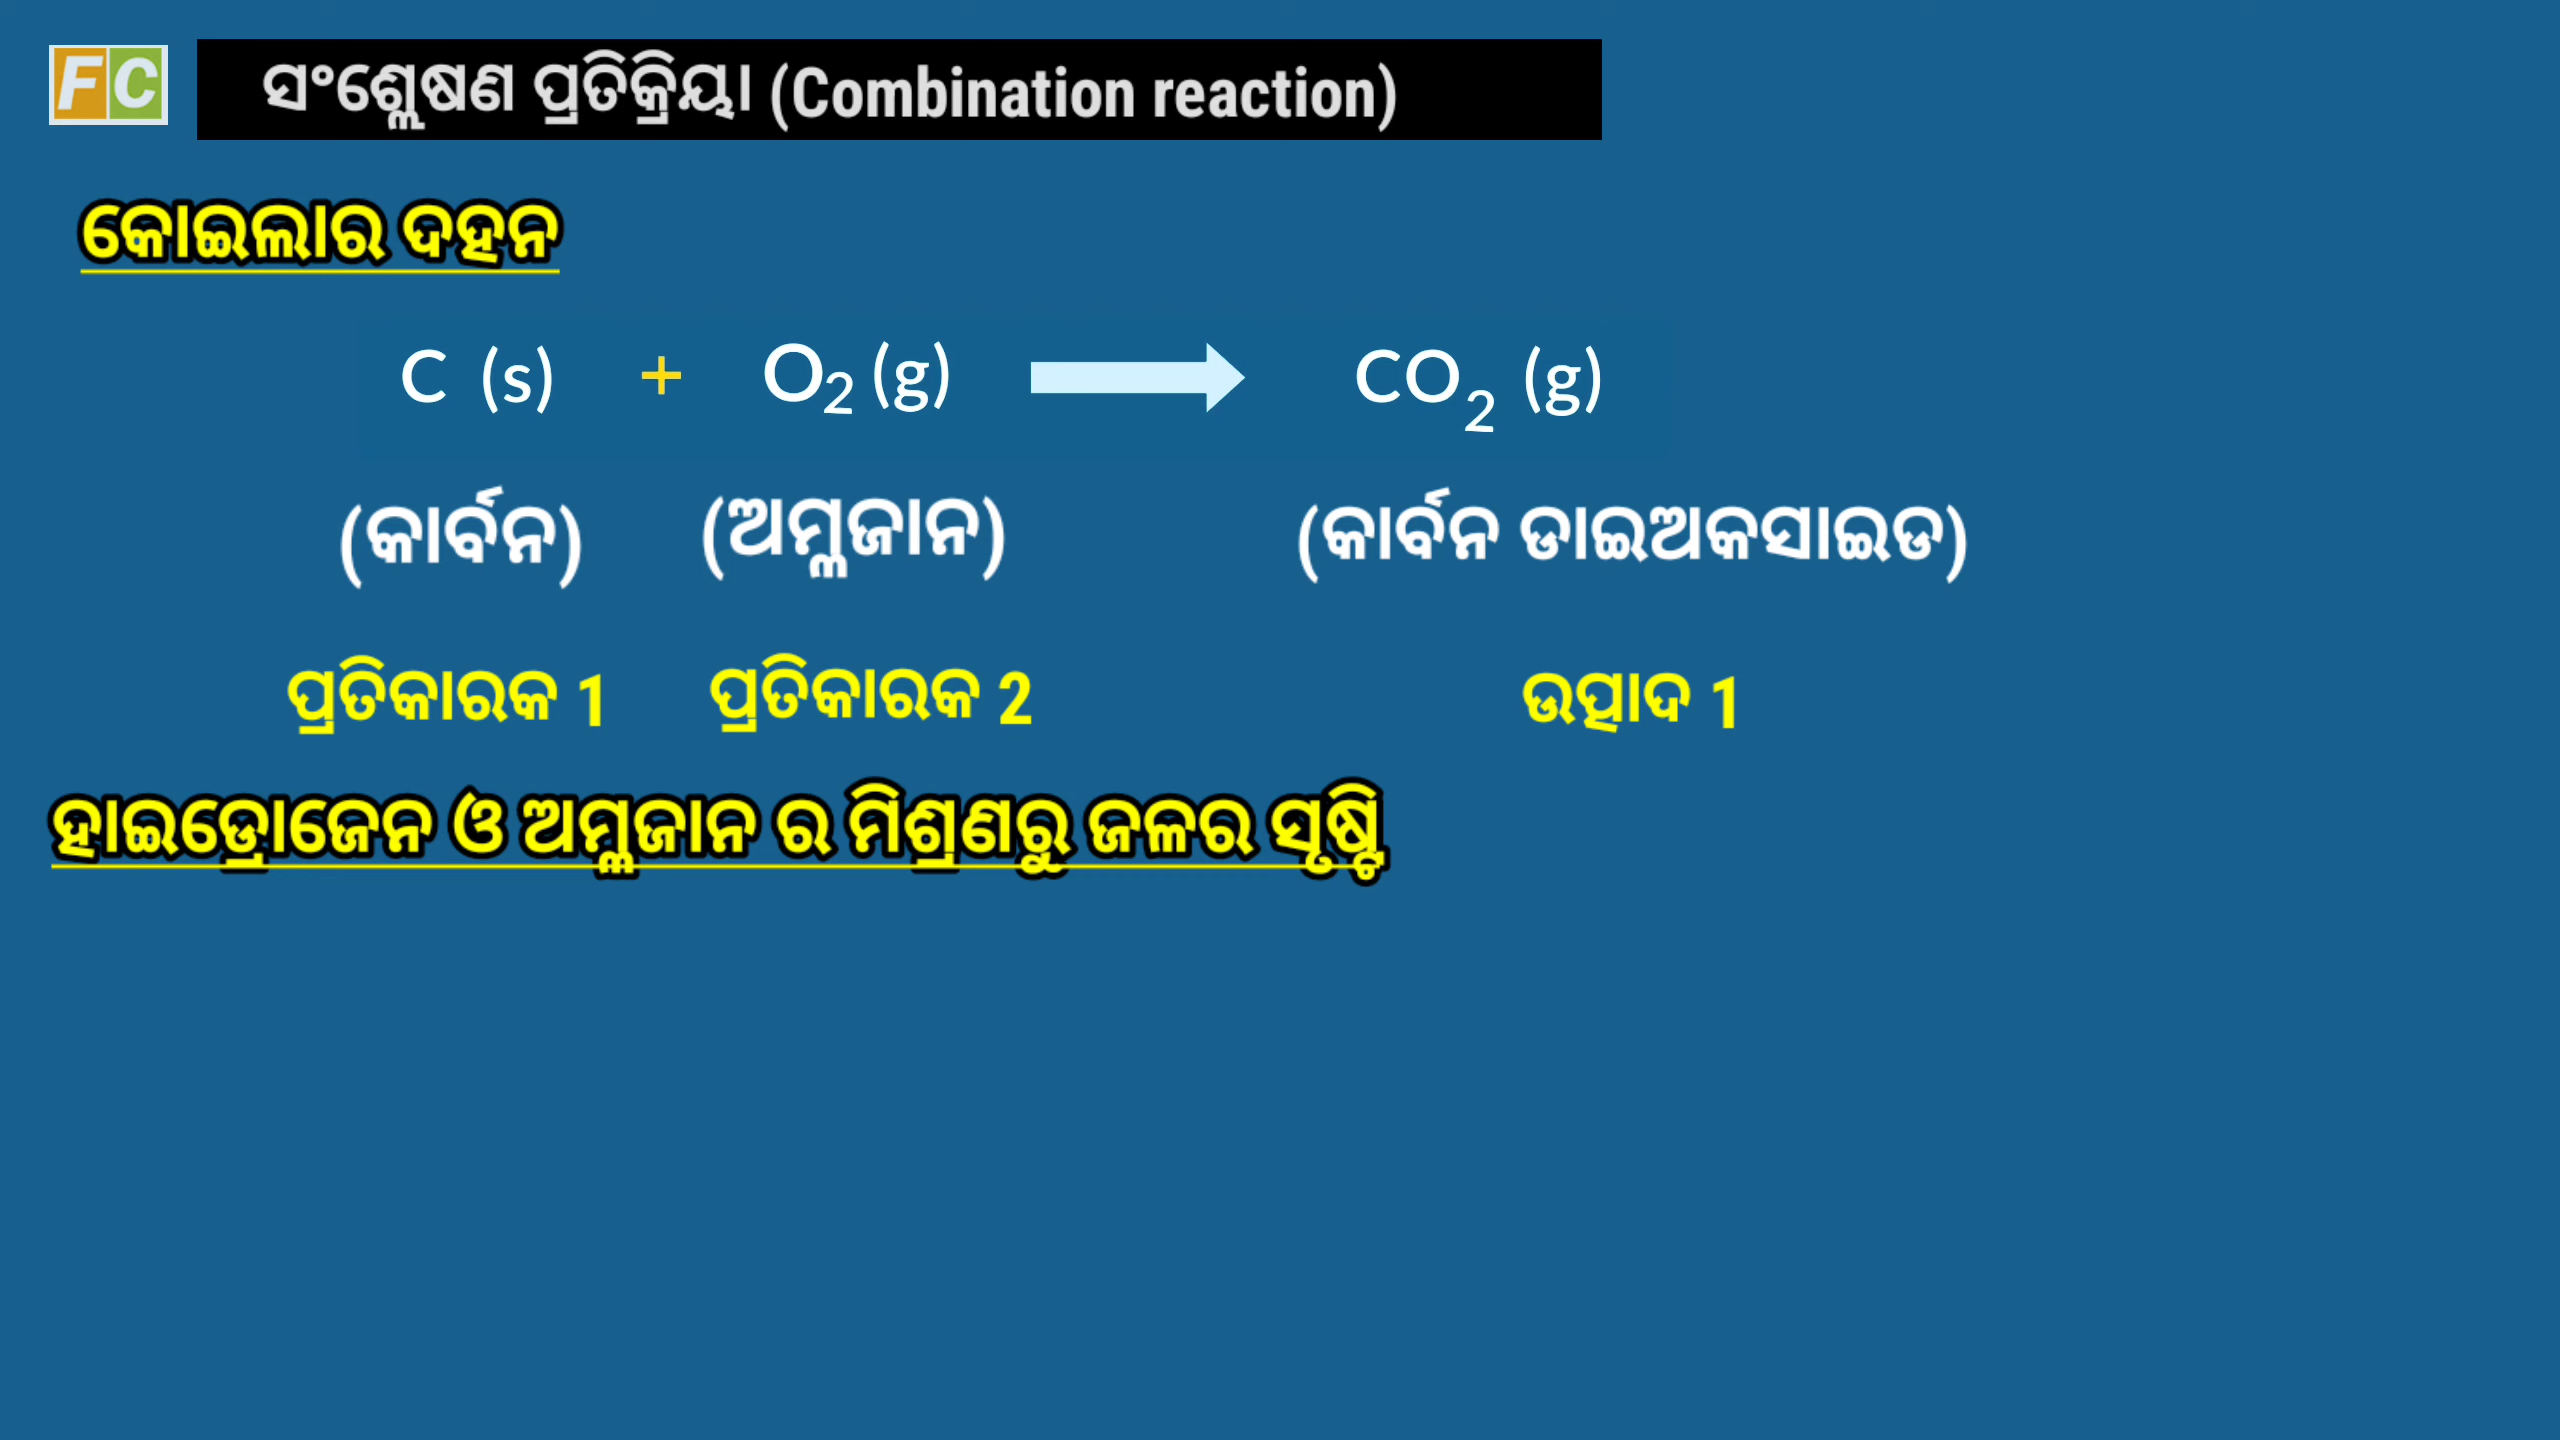 FC ସଂଶ୍ଳେଷଣ ପ୍ରତିକ୍ରିୟା (Combination reaction)
କୋଇଲାର ଦହନ
C (s) + O₂ (g) CO₂ (g)
(କାର୍ବନ) (ଅମ୍ଳଜାନ) (କାର୍ବନ ଡାଇଅକସାଇଡ)
ପ୍ରତିକାରକ 1 ପ୍ରତିକାରକ 2 ଉତ୍ପାଦ 1
ହାଇଡ୍ରୋଜେନ ଓ ଅମ୍ଳଜାନ ର ମିଶ୍ରଣରୁ ଜଳର ସୃଷ୍ଟି